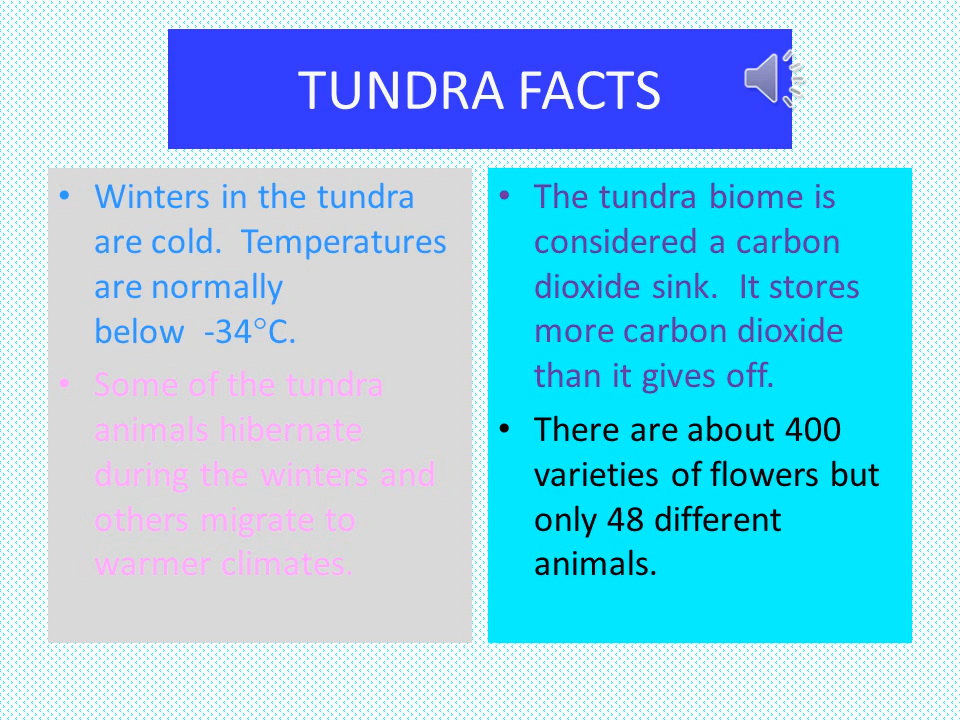 TUNDRA FACTS
• Winters in the tundra
are cold.  Temperatures
are normally
below  -34°C.
• Some of the tundra
animals hibernate
during the winters and
others migrate to
warmer climates.
• The tundra biome is
considered a carbon
dioxide sink.  It stores
more carbon dioxide
than it gives off.
• There are about 400
varieties of flowers but
only 48 different
animals.